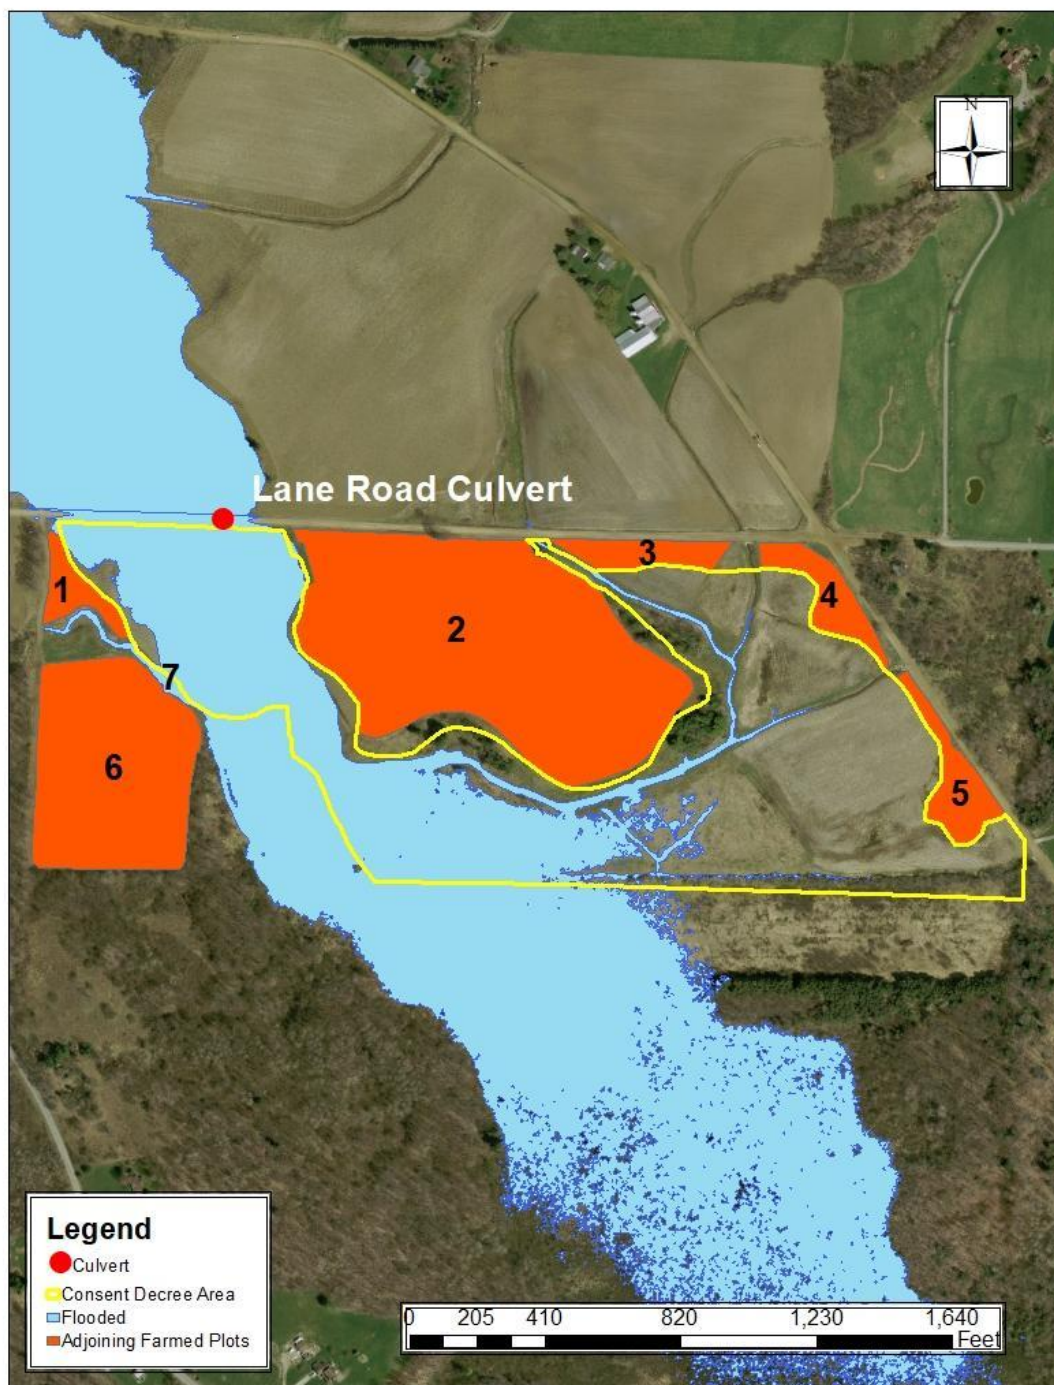 N
Lane Road Culvert
1
2
3
4
5
6
7
Legend
Culvert
Consent Decree Area
Flooded
Adjoining Farmed Plots
0 205 410 820 1,230 1,640
Feet